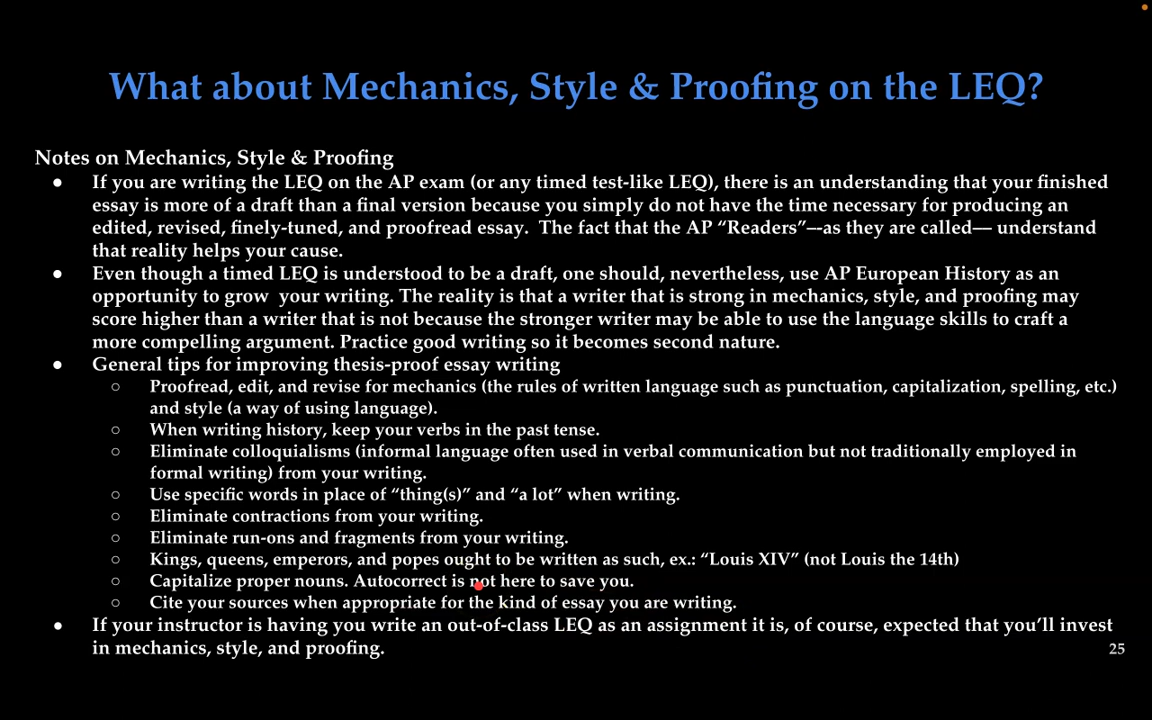 What about Mechanics, Style & Proofing on the LEQ?
Notes on Mechanics, Style & Proofing
● If you are writing the LEQ on the AP exam (or any timed test-like LEQ), there is an understanding that your finished
essay is more of a draft than a final version because you simply do not have the time necessary for producing an
edited, revised, finely-tuned, and proofread essay.  The fact that the AP “Readers”—as they are called— understand
that reality helps your cause.
● Even though a timed LEQ is understood to be a draft, one should, nevertheless, use AP European History as an
opportunity to grow  your writing. The reality is that a writer that is strong in mechanics, style, and proofing may
score higher than a writer that is not because the stronger writer may be able to use the language skills to craft a
more compelling argument. Practice good writing so it becomes second nature.
● General tips for improving thesis-proof essay writing
○ Proofread, edit, and revise for mechanics (the rules of written language such as punctuation, capitalization, spelling, etc.)
and style (a way of using language).
○ When writing history, keep your verbs in the past tense.
○ Eliminate colloquialisms (informal language often used in verbal communication but not traditionally employed in
formal writing) from your writing.
○ Use specific words in place of “thing(s)” and “a lot” when writing.
○ Eliminate contractions from your writing.
○ Eliminate run-ons and fragments from your writing.
○ Kings, queens, emperors, and popes ought to be written as such, ex.: “Louis XIV” (not Louis the 14th)
○ Capitalize proper nouns. Autocorrect is not here to save you.
○ Cite your sources when appropriate for the kind of essay you are writing.
● If your instructor is having you write an out-of-class LEQ as an assignment it is, of course, expected that you’ll invest
in mechanics, style, and proofing.
25